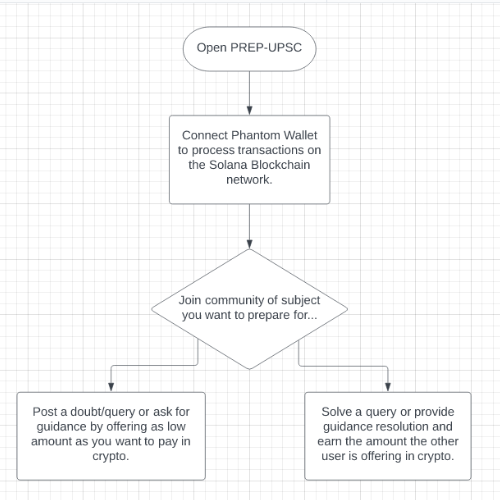 Open PREP-UPSC
Connect Phantom Wallet
to process transactions on
the Solana Blockchain
network.
Join community of subject
you want to prepare for...
Post a doubt/query or ask for
guidance by offering as low
amount as you want to pay in
crypto.
Solve a query or provide
guidance resolution and
earn the amount the other
user is offering in crypto.